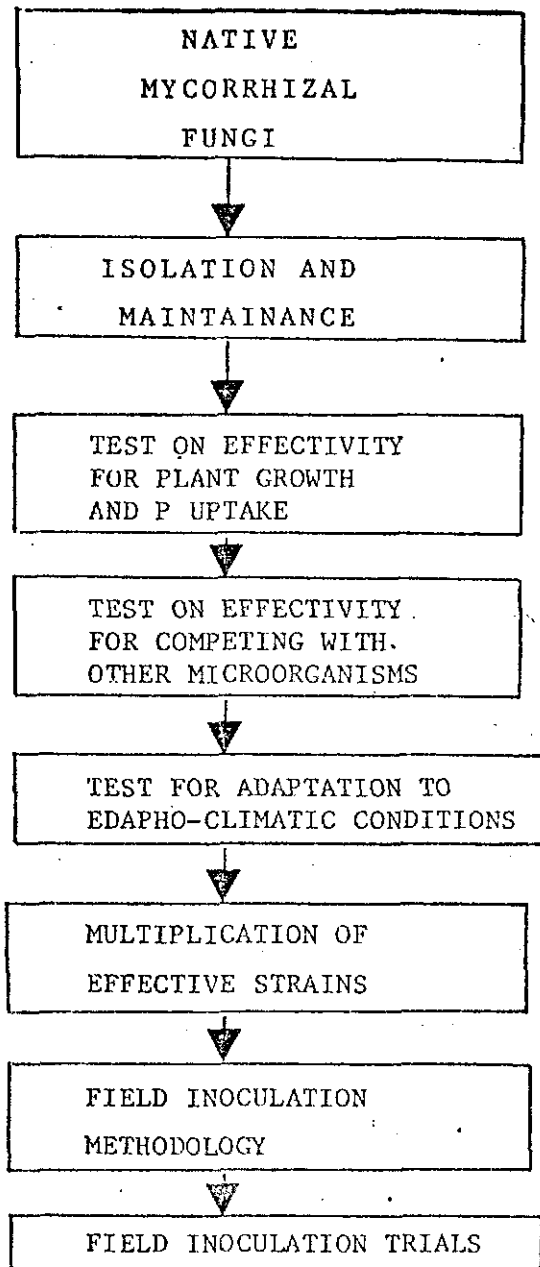 NATIVE
MYCORRHIZAL
FUNGI
ISOLATION AND
MAINTAINANCE
TEST ON EFFECTIVITY
FOR PLANT GROWTH
AND P UPTAKE
TEST ON EFFECTIVITY
FOR COMPETING WITH
OTHER MICROORGANISMS
TEST FOR ADAPTATION TO
EDAPHO-CLIMATIC CONDITIONS
MULTIPLICATION OF
EFFECTIVE STRAINS
FIELD INOCULATION
METHODOLOGY
FIELD INOCULATION TRIALS